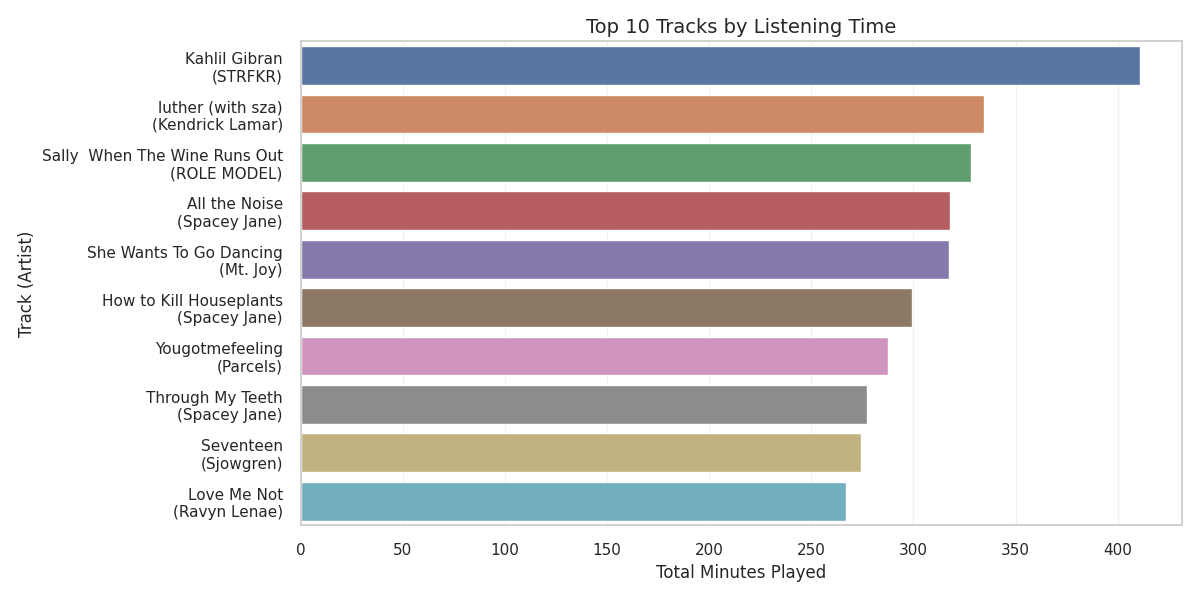 Top 10 Tracks by Listening Time
Track (Artist)
Kahlil Gibran
(STRFKR)
luther (with sza)
(Kendrick Lamar)
Sally  When The Wine Runs Out
(ROLE MODEL)
All the Noise
(Spacey Jane)
She Wants To Go Dancing
(Mt. Joy)
How to Kill Houseplants
(Spacey Jane)
Yougotmefeeling
(Parcels)
Through My Teeth
(Spacey Jane)
Seventeen
(Sjowgren)
Love Me Not
(Ravyn Lenae)
0 50 100 150 200 250 300 350 400
Total Minutes Played